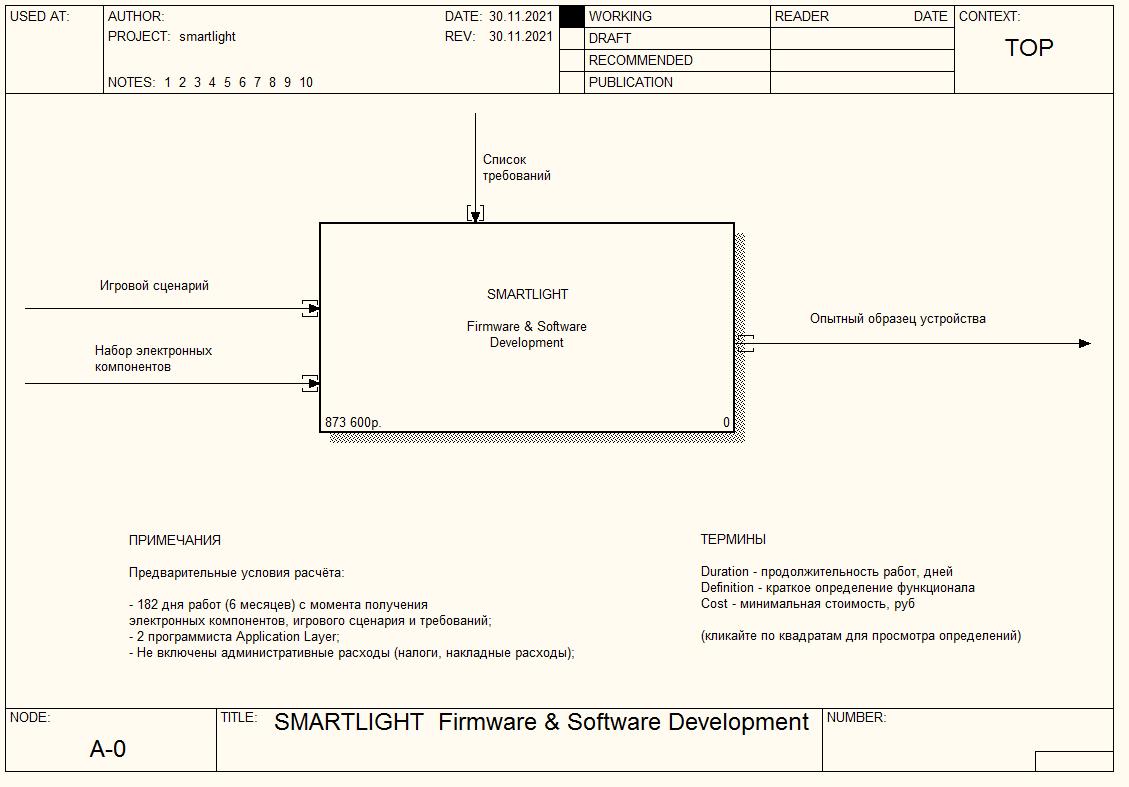 USED AT:
AUTHOR:
DATE: 30.11.2021
PROJECT: smartlight
REV: 30.11.2021
NOTES: 1 2 3 4 5 6 7 8 9 10
WORKING
DRAFT
RECOMMENDED
PUBLICATION
READER DATE
CONTEXT:
TOP
Список
требований
Игровой сценарий
Набор электронных
компонентов
SMARTLIGHT
Firmware & Software
Development
873 600р.
0
Опытный образец устройства
ПРИМЕЧАНИЯ
Предварительные условия расчёта:
- 182 дня работ (6 месяцев) с момента получения
электронных компонентов, игрового сценария и требований;
- 2 программиста Application Layer;
- Не включены административные расходы (налоги, накладные расходы);
ТЕРМИНЫ
Duration - продолжительность работ, дней
Definition - краткое определение функционала
Cost - минимальная стоимость, руб
(кликайте по квадратам для просмотра определений)
NODE:
A-0
TITLE: SMARTLIGHT Firmware & Software Development
NUMBER: